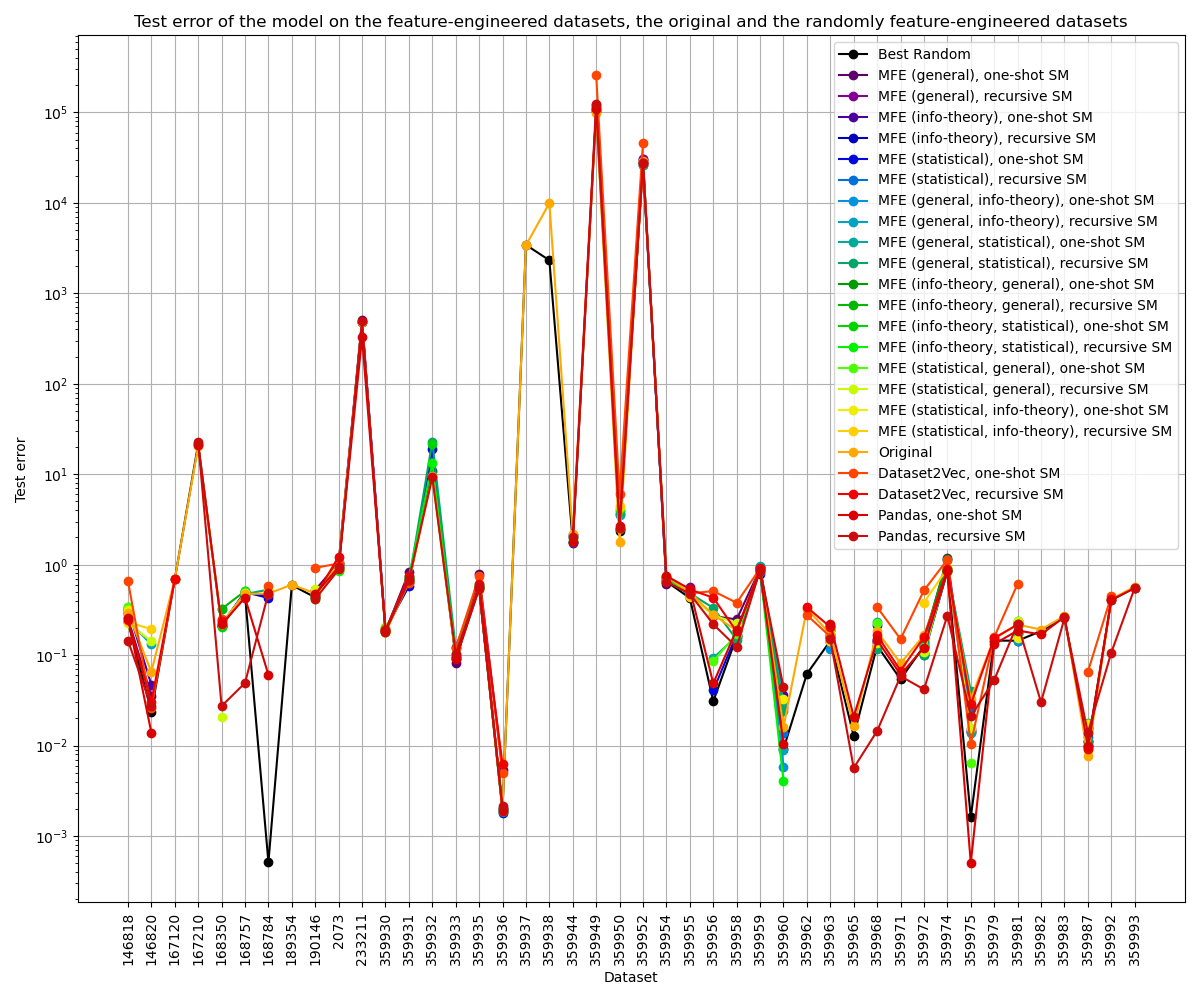 Test error of the model on the feature-engineered datasets, the original and the randomly feature-engineered datasets
Best Random
MFE (general), one-shot SM
MFE (general), recursive SM
MFE (info-theory), one-shot SM
MFE (info-theory), recursive SM
MFE (statistical), one-shot SM
MFE (statistical), recursive SM
MFE (general, info-theory), one-shot SM
MFE (general, info-theory), recursive SM
MFE (general, statistical), one-shot SM
MFE (general, statistical), recursive SM
MFE (info-theory, general), one-shot SM
MFE (info-theory, general), recursive SM
MFE (info-theory, statistical), one-shot SM
MFE (info-theory, statistical), recursive SM
MFE (statistical, general), one-shot SM
MFE (statistical, general), recursive SM
MFE (statistical, info-theory), one-shot SM
MFE (statistical, info-theory), recursive SM
Original
Dataset2Vec, one-shot SM
Dataset2Vec, recursive SM
Pandas, one-shot SM
Pandas, recursive SM
Test error
10⁵
10⁴
10³
10²
10¹
10⁰
10⁻¹
10⁻²
10⁻³
146818
146820
167120
167210
168350
168757
168784
189354
190146
2073
233211
359930
359931
359932
359933
359935
359936
359937
359938
359944
359949
359950
359952
359954
359955
359956
359958
359959
359960
359962
359963
359965
359968
359971
359972
359974
359975
359979
359981
359982
359983
359987
359992
359993
Dataset